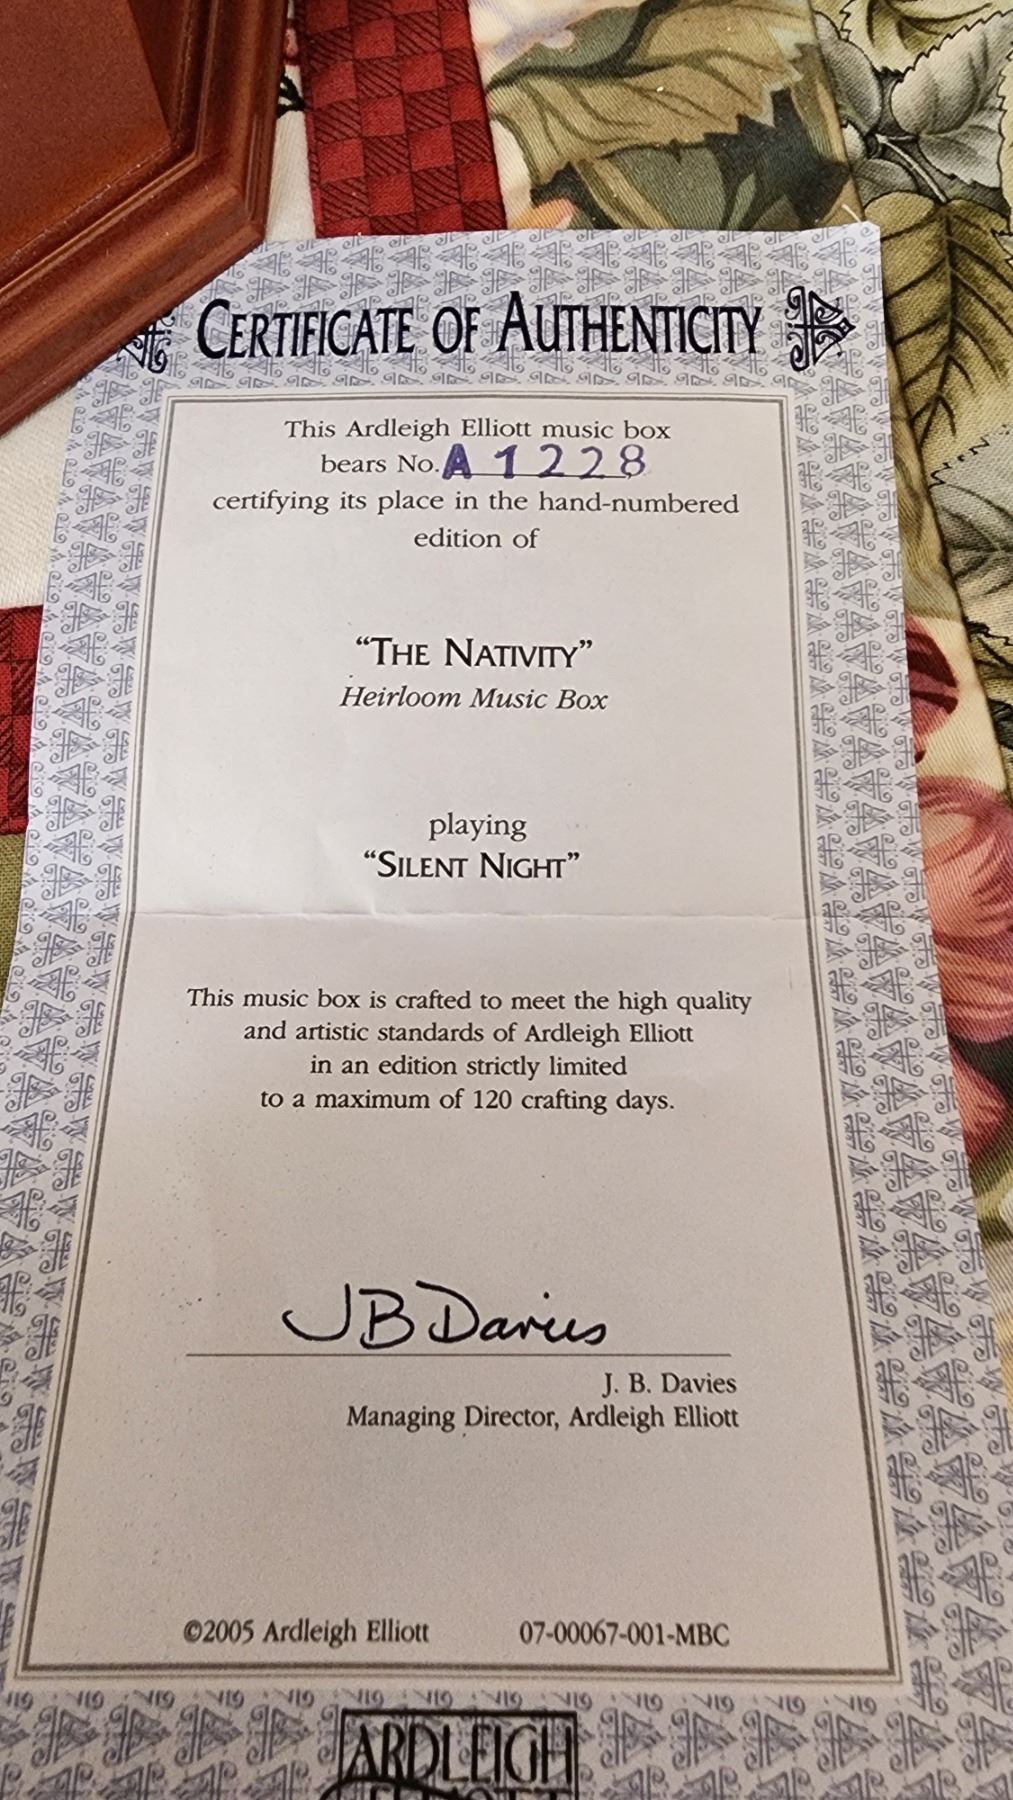 CERTIFICATE OF AUTHENTICITY
This Ardleigh Elliott music box
bears No. A 1228
certifying its place in the hand-numbered
edition of
“THE NATIVITY”
Heirloom Music Box
playing
“SILENT NIGHT”
This music box is crafted to meet the high quality
and artistic standards of Ardleigh Elliott
in an edition strictly limited
to a maximum of 120 crafting days.
JB Davies
J. B. Davies
Managing Director, Ardleigh Elliott
©2005 Ardleigh Elliott 07-00067-001-MBC
ARDLEIGH
ELLIOTT